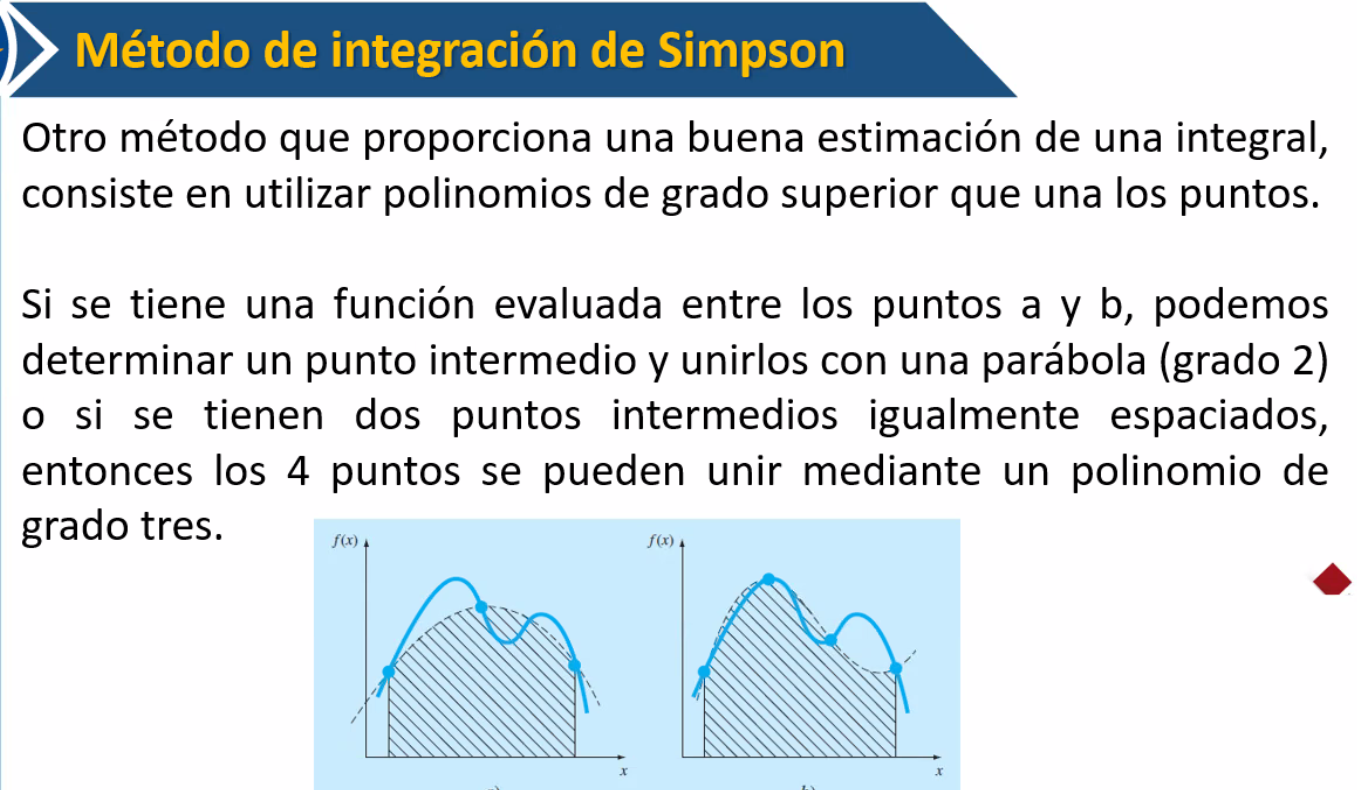 Método de integración de Simpson
Otro método que proporciona una buena estimación de una integral,
consiste en utilizar polinomios de grado superior que una los puntos.
Si se tiene una función evaluada entre los puntos a y b, podemos
determinar un punto intermedio y unirlos con una parábola (grado 2)
o si se tienen dos puntos intermedios igualmente espaciados,
entonces los 4 puntos se pueden unir mediante un polinomio de
grado tres.
f(x)
f(x)
x
x